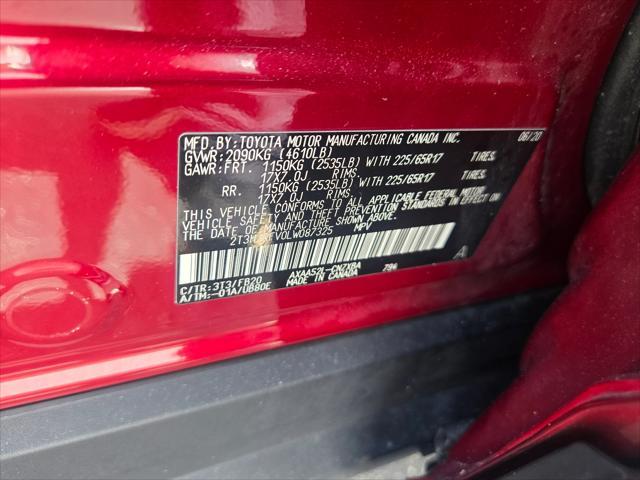 MFD.BY:TOYOTA MOTOR MANUFACTURING CANADA INC. 06/20
GVWR:2090KG (4610LB)
GAWR:FRT. 1150KG (2535LB) WITH 225/65R17 TIRES.
17X7.0J RIMS
RR. 1150KG (2535LB) WITH 225/65R17 TIRES.
17X7.0J RIMS
THIS VEHICLE CONFORMS TO ALL APPLICABLE FEDERAL MOTOR
VEHICLE SAFETY AND THEFT PREVENTION STANDARDS IN EFFECT ON
THE DATE OF MANUFACTURE SHOWN ABOVE.
MPV
AXAA52L A
C/TR:3T3/FB20 MADE IN CANADA
A/TM:-01A/UB80E